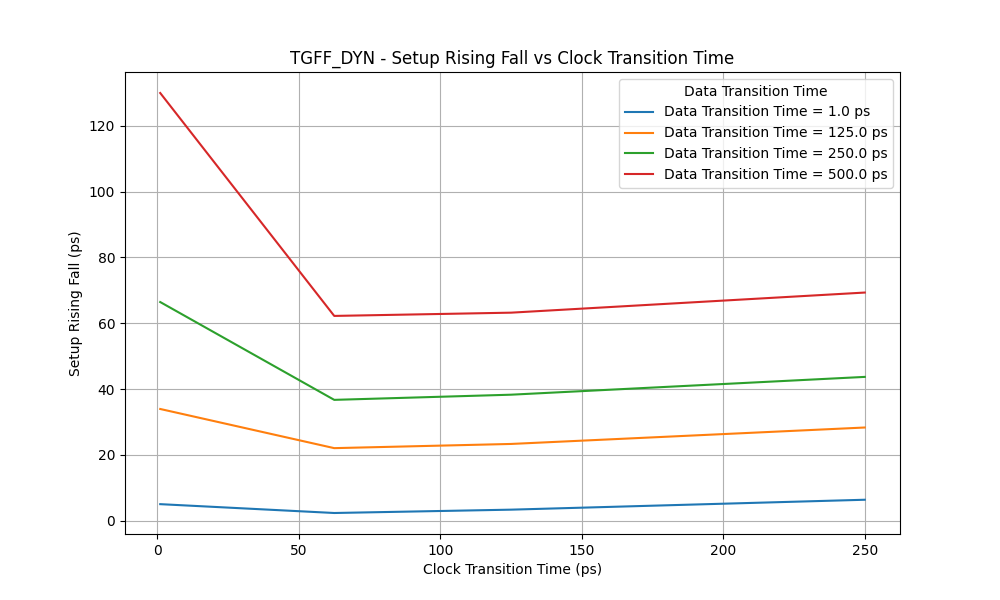 TGFF_DYN - Setup Rising Fall vs Clock Transition Time
Data Transition Time
Data Transition Time = 1.0 ps
Data Transition Time = 125.0 ps
Data Transition Time = 250.0 ps
Data Transition Time = 500.0 ps
Setup Rising Fall (ps)
120
100
80
60
40
20
0
0 50 100 150 200 250
Clock Transition Time (ps)